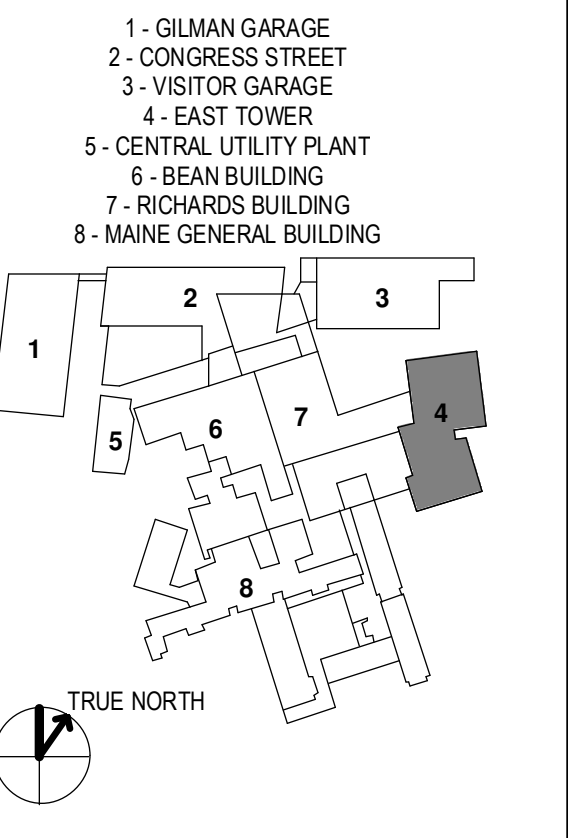 1 - GILMAN GARAGE
2 - CONGRESS STREET
3 - VISITOR GARAGE
4 - EAST TOWER
5 - CENTRAL UTILITY PLANT
6 - BEAN BUILDING
7 - RICHARDS BUILDING
8 - MAINE GENERAL BUILDING
2
3
1
4
7
6
5
8
TRUE NORTH